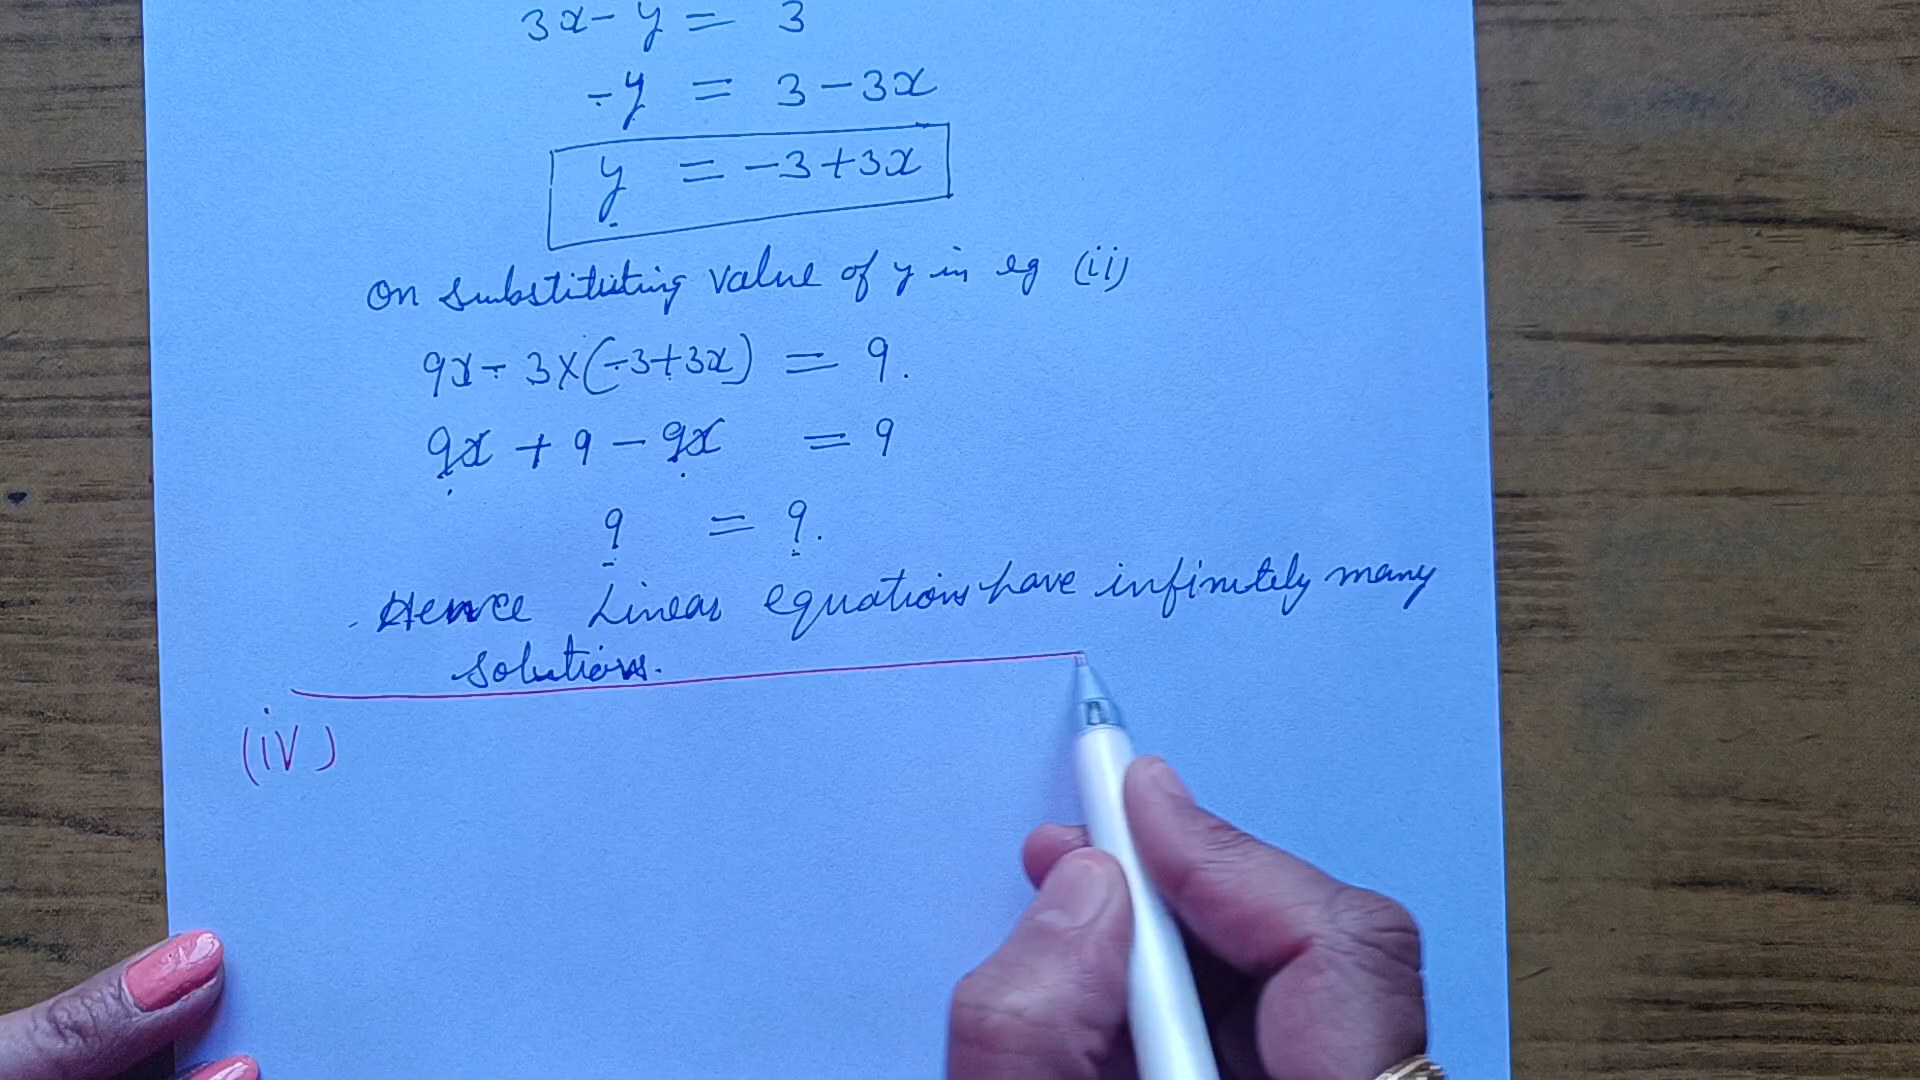 3x - y = 3
-y = 3 - 3x
y = -3 + 3x
On substituting value of y in eq (ii)
9x - 3×(-3+3x) = 9.
9x + 9 - 9x = 9
9 = 9.
Hence Linear equations have infinitely many
solutions.
(iv)